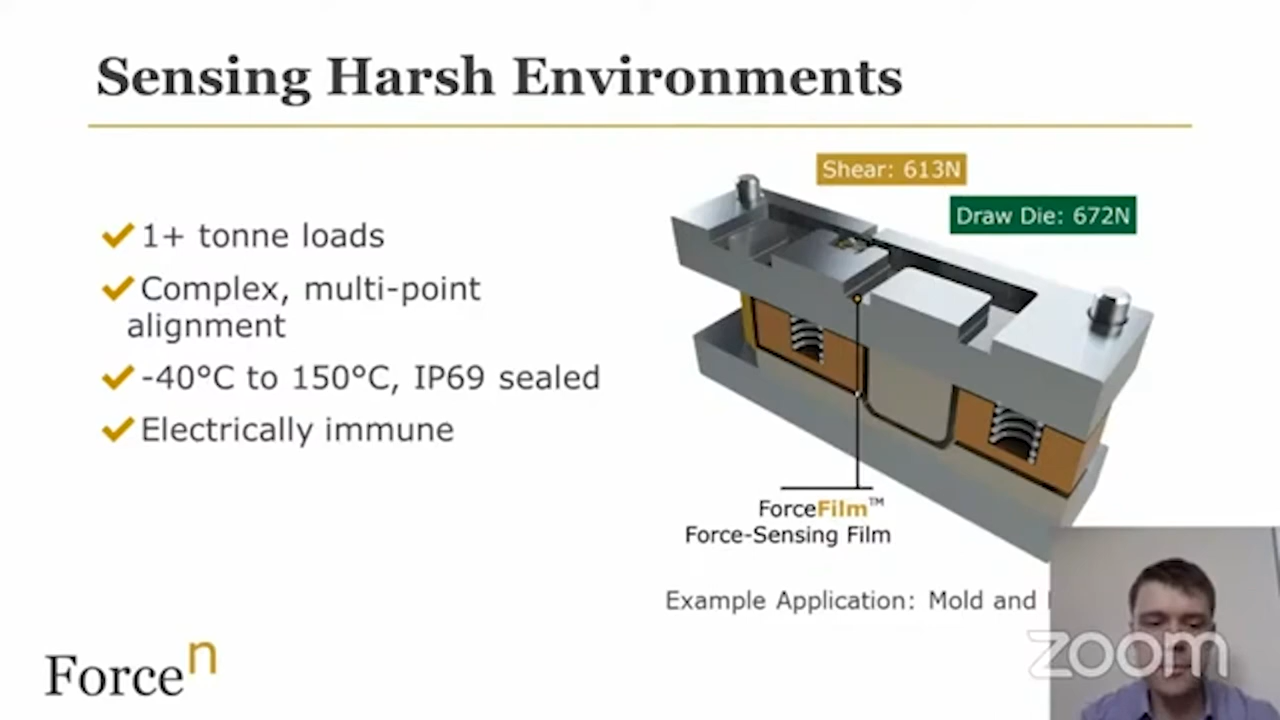 Sensing Harsh Environments
Shear: 613N
Draw Die: 672N
1+ tonne loads
Complex, multi-point
alignment
-40°C to 150°C, IP69 sealed
Electrically immune
ForceFilm™
Force-Sensing Film
Example Application: Mold and
zoom
Forceⁿ